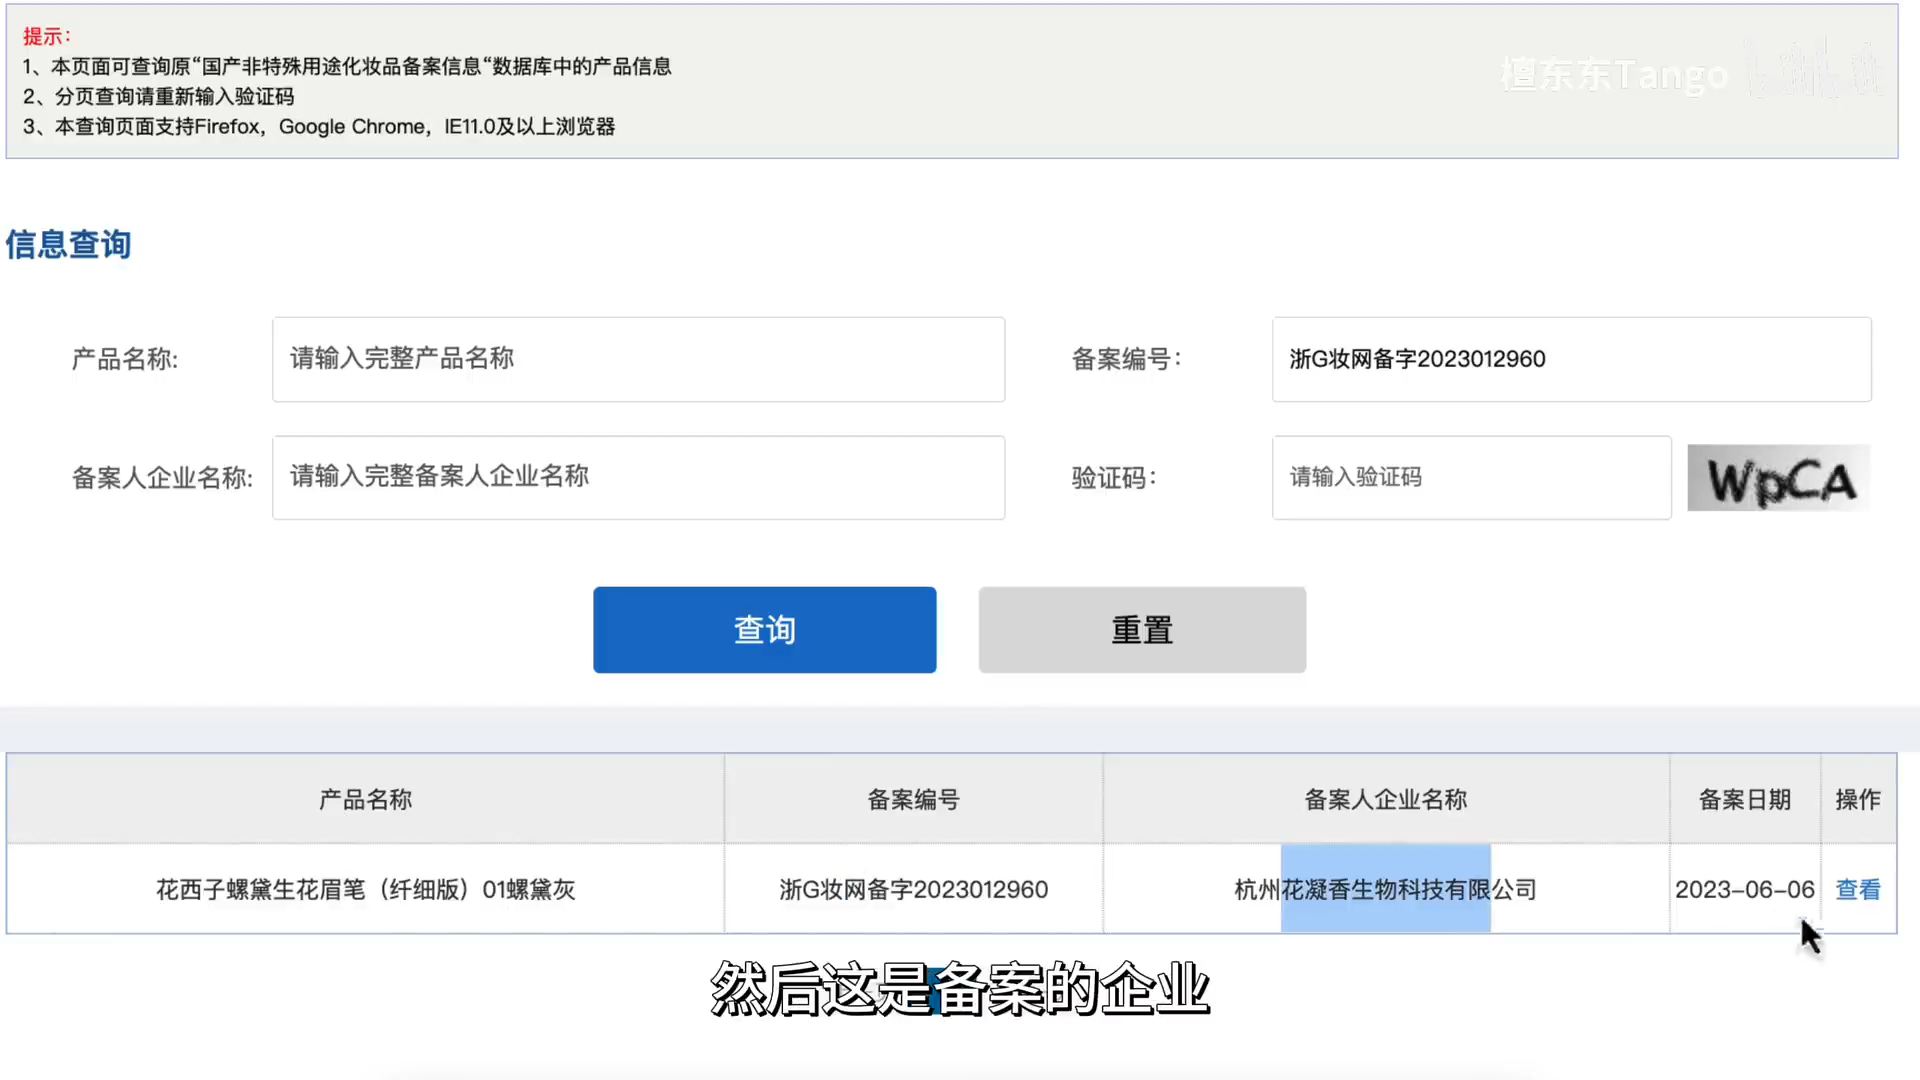 提示：
1、本页面可查询原“国产非特殊用途化妆品备案信息“数据库中的产品信息
2、分页查询请重新输入验证码
3、本查询页面支持Firefox，Google Chrome，IE11.0及以上浏览器
檀东东Tango bilibili
信息查询
产品名称: 请输入完整产品名称 备案编号： 浙G妆网备字2023012960
备案人企业名称: 请输入完整备案人企业名称 验证码： 请输入验证码 WpCA
查询 重置
产品名称 备案编号 备案人企业名称 备案日期 操作
花西子螺黛生花眉笔（纤细版）01螺黛灰 浙G妆网备字2023012960 杭州花凝香生物科技有限公司 2023-06-06 查看
然后这是备案的企业